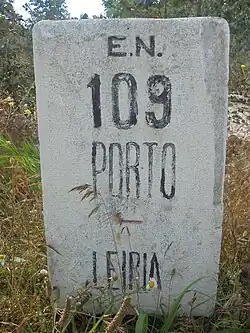 E.N.
109
PORTO
-
LEIRIA